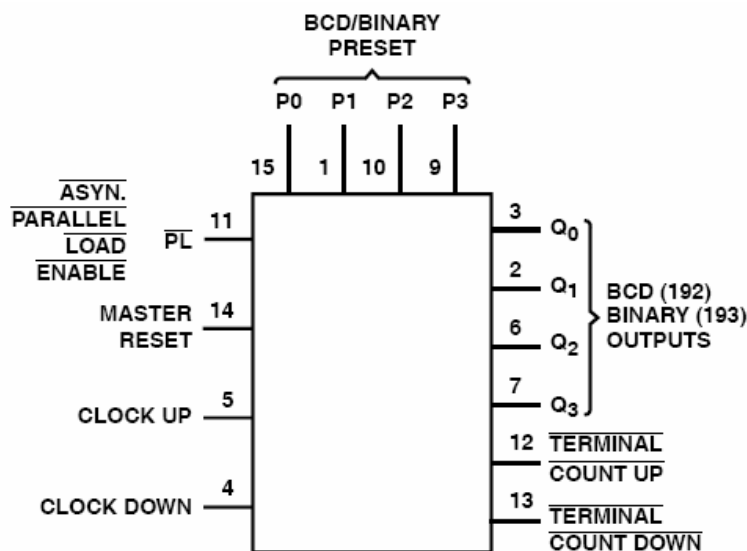 BCD/BINARY
PRESET
P0 P1 P2 P3
15 1 10 9
ASYN.
PARALLEL
LOAD
ENABLE
11
PL
MASTER
RESET
14
CLOCK UP
5
CLOCK DOWN
4
3 Q0
2 Q1
6 Q2
7 Q3
BCD (192)
BINARY (193)
OUTPUTS
12 TERMINAL
COUNT UP
13 TERMINAL
COUNT DOWN